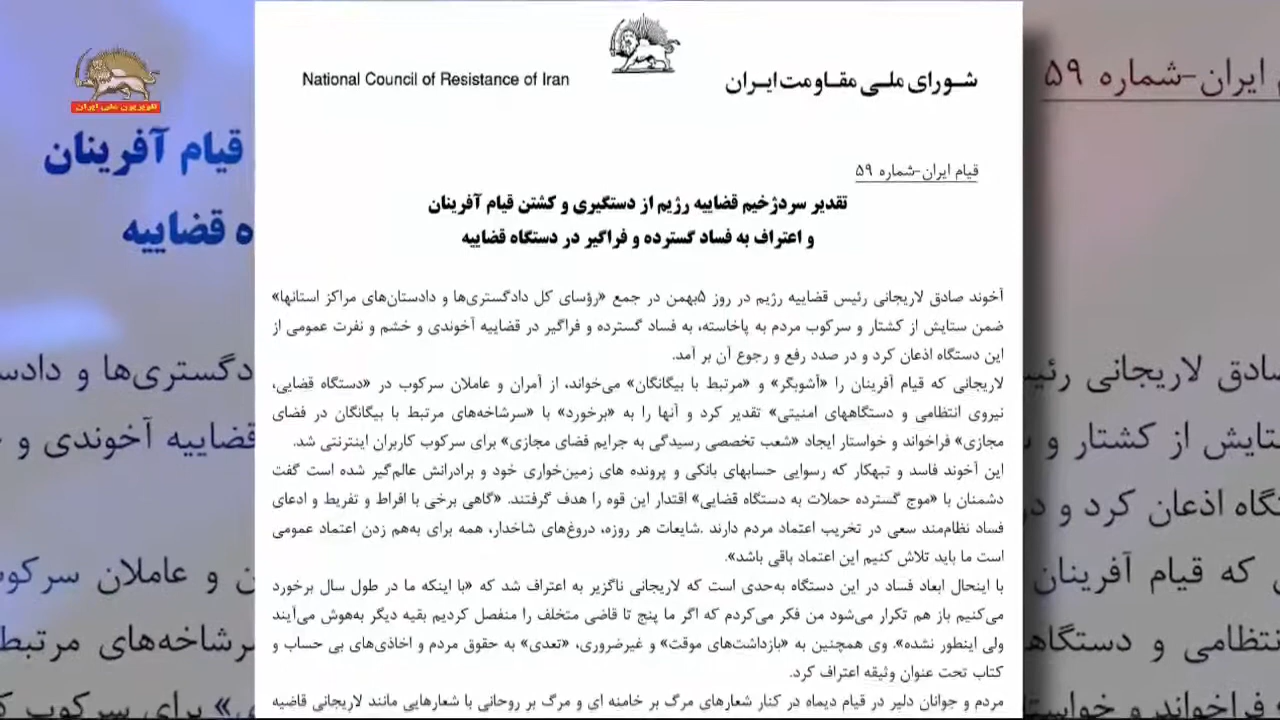 National Council of Resistance of Iran
شـورای ملـی مقـاومت ایـران
تلویزیون ملی ایران
قیام ایران-شماره ۵۹
تقدیر سردژخیم قضاییه رژیم از دستگیری و کشتن قیام آفرینان
و اعتراف به فساد گسترده و فراگیر در دستگاه قضاییه
آخوند صادق لاریجانی رئیس قضاییه رژیم در روز ۵بهمن در جمع «رؤسای کل دادگستری‌ها و دادستان‌های مراکز استانها»
ضمن ستایش از کشتار و سرکوب مردم به پاخاسته، به فساد گسترده و فراگیر در قضاییه آخوندی و خشم و نفرت عمومی از
این دستگاه اذعان کرد و در صدد رفع و رجوع آن بر آمد.
لاریجانی که قیام آفرینان را «آشوبگر» و «مرتبط با بیگانگان» می‌خواند، از آمران و عاملان سرکوب در «دستگاه قضایی،
نیروی انتظامی و دستگاههای امنیتی» تقدیر کرد و آنها را به «برخورد» با «سرشاخه‌های مرتبط با بیگانگان در فضای
مجازی» فراخواند و خواستار ایجاد «شعب تخصصی رسیدگی به جرایم فضای مجازی» برای سرکوب کاربران اینترنتی شد.
این آخوند فاسد و تبهکار که رسوایی حسابهای بانکی و پرونده های زمین‌خواری خود و برادرانش عالم‌گیر شده است گفت
دشمنان با «موج گسترده حملات به دستگاه قضایی» اقتدار این قوه را هدف گرفتند. «گاهی برخی با افراط و تفریط و ادعای
فساد نظام‌مند سعی در تخریب اعتماد مردم دارند .شایعات هر روزه، دروغ‌های شاخدار، همه برای به‌هم زدن اعتماد عمومی
است ما باید تلاش کنیم این اعتماد باقی باشد».
با اینحال ابعاد فساد در این دستگاه به‌حدی است که لاریجانی ناگزیر به اعتراف شد که «با اینکه ما در طول سال برخورد
می‌کنیم باز هم تکرار می‌شود من فکر می‌کردم که اگر ما پنج تا قاضی متخلف را منفصل کردیم بقیه دیگر به‌هوش می‌آیند
ولی اینطور نشده». وی همچنین به «بازداشت‌های موقت» و غیرضروری، «تعدی» به حقوق مردم و اخاذی‌های بی حساب و
کتاب تحت عنوان وثیقه اعتراف کرد.
مردم و جوانان دلیر در قیام دیماه در کنار شعارهای مرگ بر خامنه ای و مرگ بر روحانی با شعارهایی مانند لاریجانی قاضیه